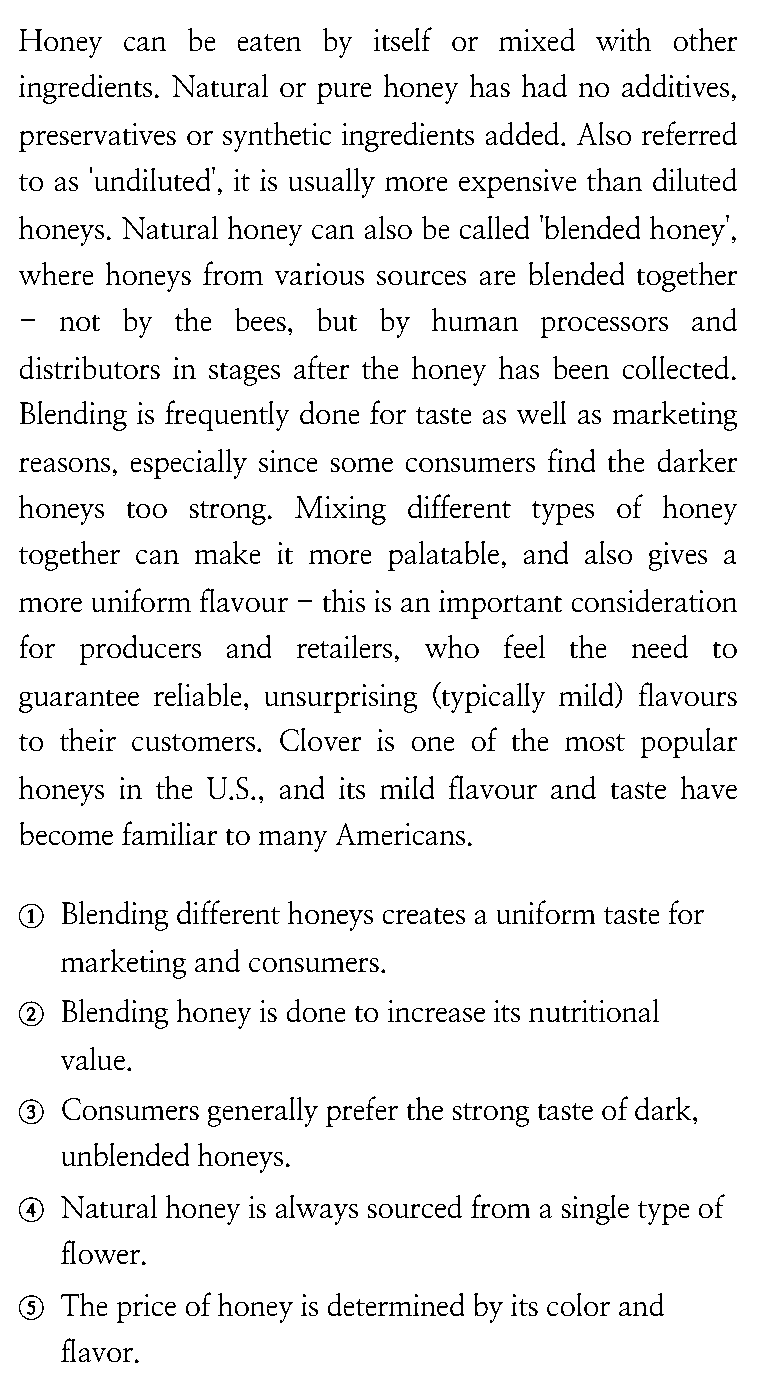 Honey can be eaten by itself or mixed with other
ingredients. Natural or pure honey has had no additives,
preservatives or synthetic ingredients added. Also referred
to as 'undiluted', it is usually more expensive than diluted
honeys. Natural honey can also be called 'blended honey',
where honeys from various sources are blended together
– not by the bees, but by human processors and
distributors in stages after the honey has been collected.
Blending is frequently done for taste as well as marketing
reasons, especially since some consumers find the darker
honeys too strong. Mixing different types of honey
together can make it more palatable, and also gives a
more uniform flavour – this is an important consideration
for producers and retailers, who feel the need to
guarantee reliable, unsurprising (typically mild) flavours
to their customers. Clover is one of the most popular
honeys in the U.S., and its mild flavour and taste have
become familiar to many Americans.
① Blending different honeys creates a uniform taste for
marketing and consumers.
② Blending honey is done to increase its nutritional
value.
③ Consumers generally prefer the strong taste of dark,
unblended honeys.
④ Natural honey is always sourced from a single type of
flower.
⑤ The price of honey is determined by its color and
flavor.